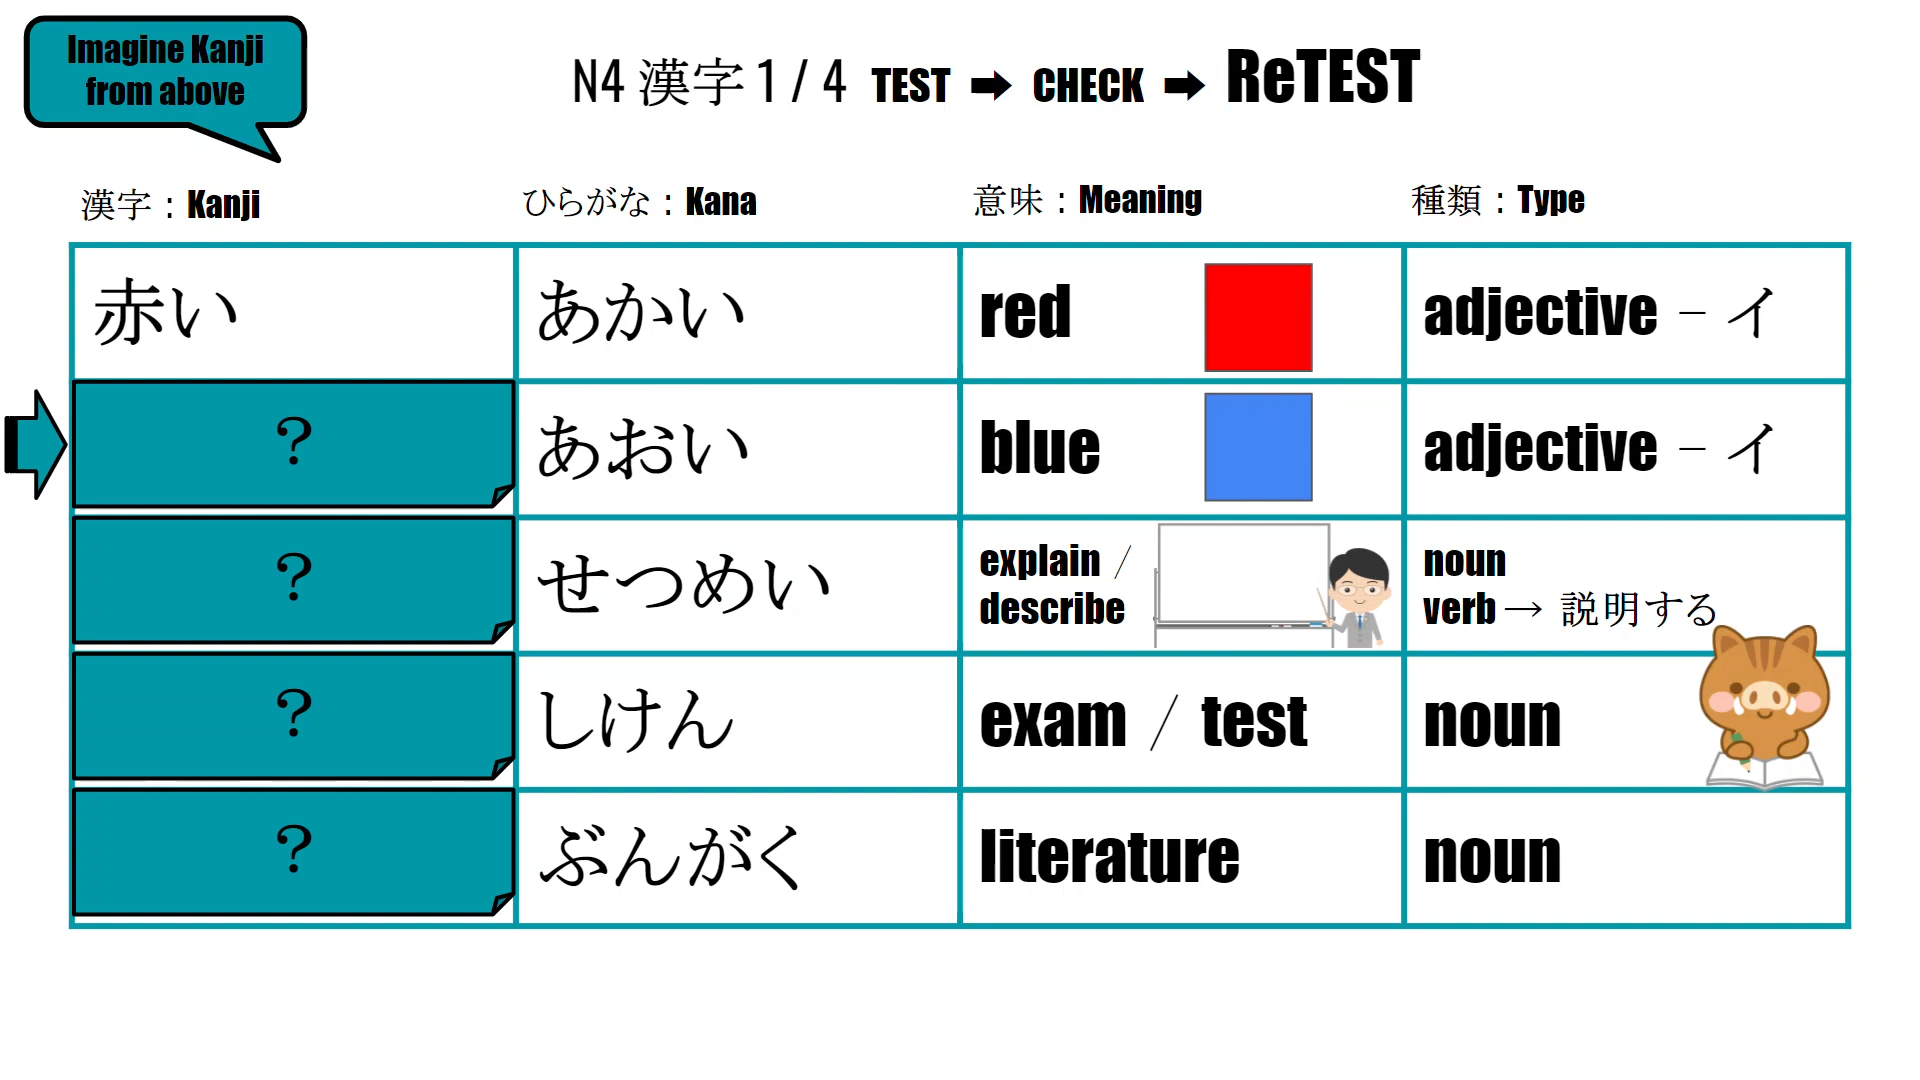 Imagine Kanji
from above
N4 漢字 1 / 4 TEST ➡ CHECK ➡ ReTEST
漢字：Kanji ひらがな：Kana 意味：Meaning 種類：Type
赤い あかい red adjective － イ
？ あおい blue adjective － イ
？ せつめい explain / describe noun verb → 説明する
？ しけん exam / test noun
？ ぶんがく literature noun